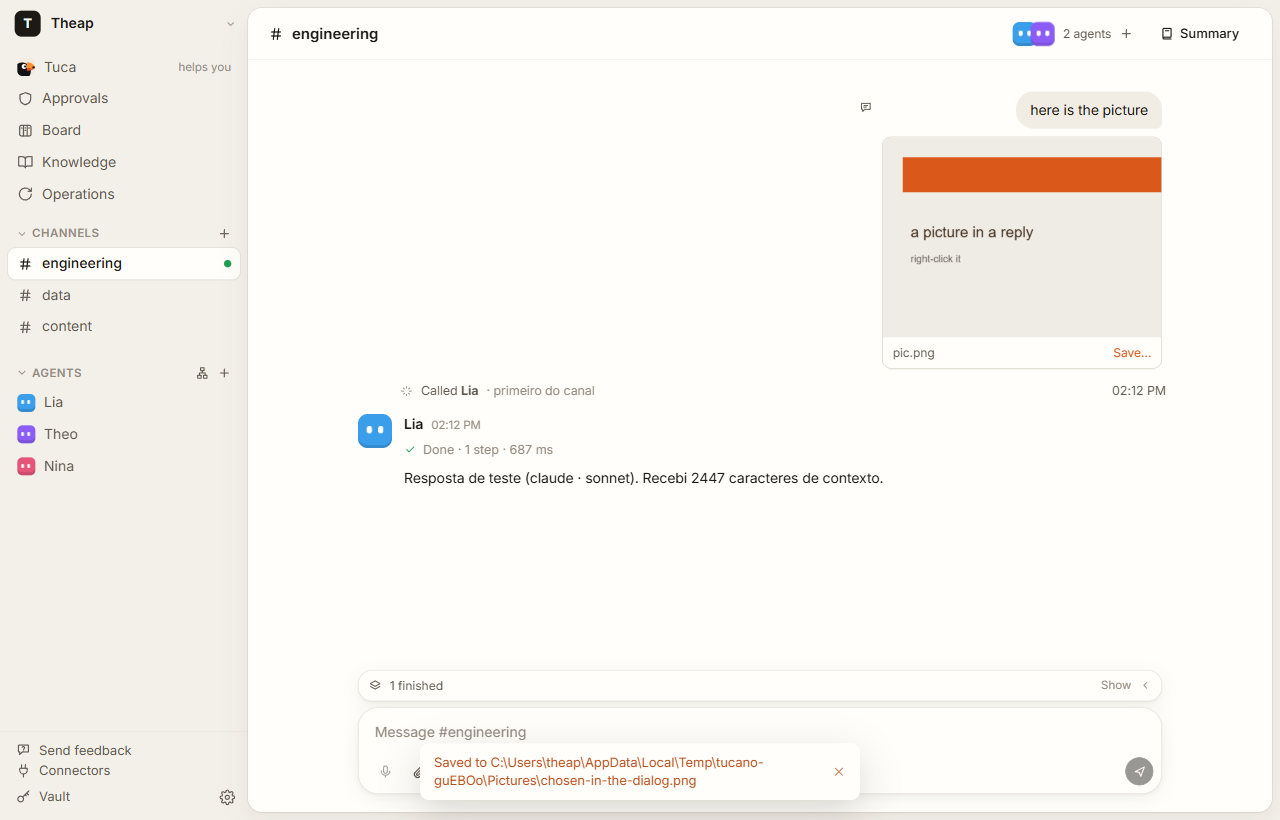 T Theap
Tuca helps you
Approvals
Board
Knowledge
Operations
CHANNELS
# engineering
# data
# content
AGENTS
Lia
Theo
Nina
Send feedback
Connectors
Vault
# engineering
2 agents
Summary
here is the picture
a picture in a reply
right-click it
pic.png Save...
Called Lia · primeiro do canal 02:12 PM
Lia 02:12 PM
Done · 1 step · 687 ms
Resposta de teste (claude · sonnet). Recebi 2447 caracteres de contexto.
1 finished Show
Message #engineering
Saved to C:\Users\theap\AppData\Local\Temp\tucano-
guEBOo\Pictures\chosen-in-the-dialog.png